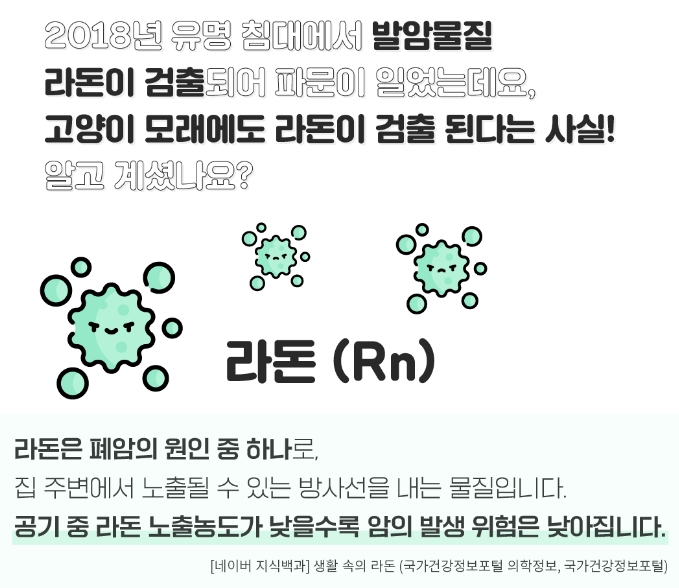 2018년 유명 침대에서 발암물질
라돈이 검출되어 파문이 일었는데요,
고양이 모래에도 라돈이 검출 된다는 사실!
알고 계셨나요?
라돈 (Rn)
라돈은 폐암의 원인 중 하나로,
집 주변에서 노출될 수 있는 방사선을 내는 물질입니다.
공기 중 라돈 노출농도가 낮을수록 암의 발생 위험은 낮아집니다.
[네이버 지식백과] 생활 속의 라돈 (국가건강정보포털 의학정보, 국가건강정보포털)